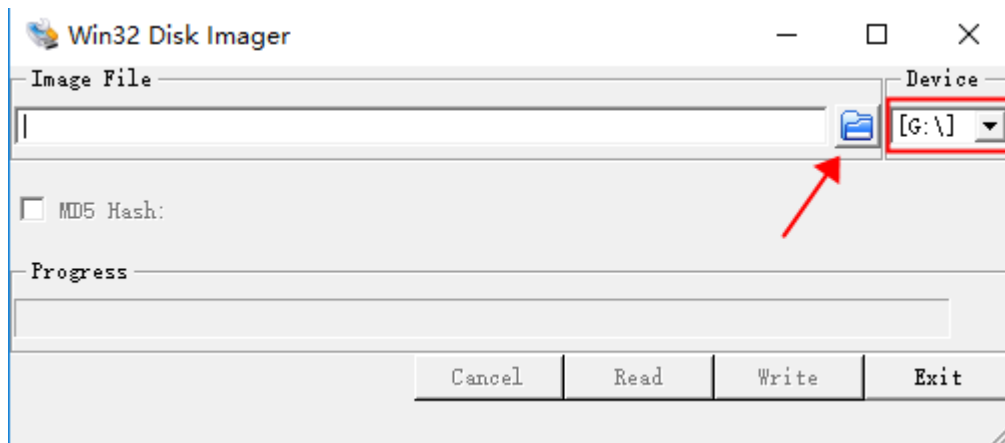 Win32 Disk Imager
Image File
Device
[G:\]
MD5 Hash:
Progress
Cancel Read Write Exit